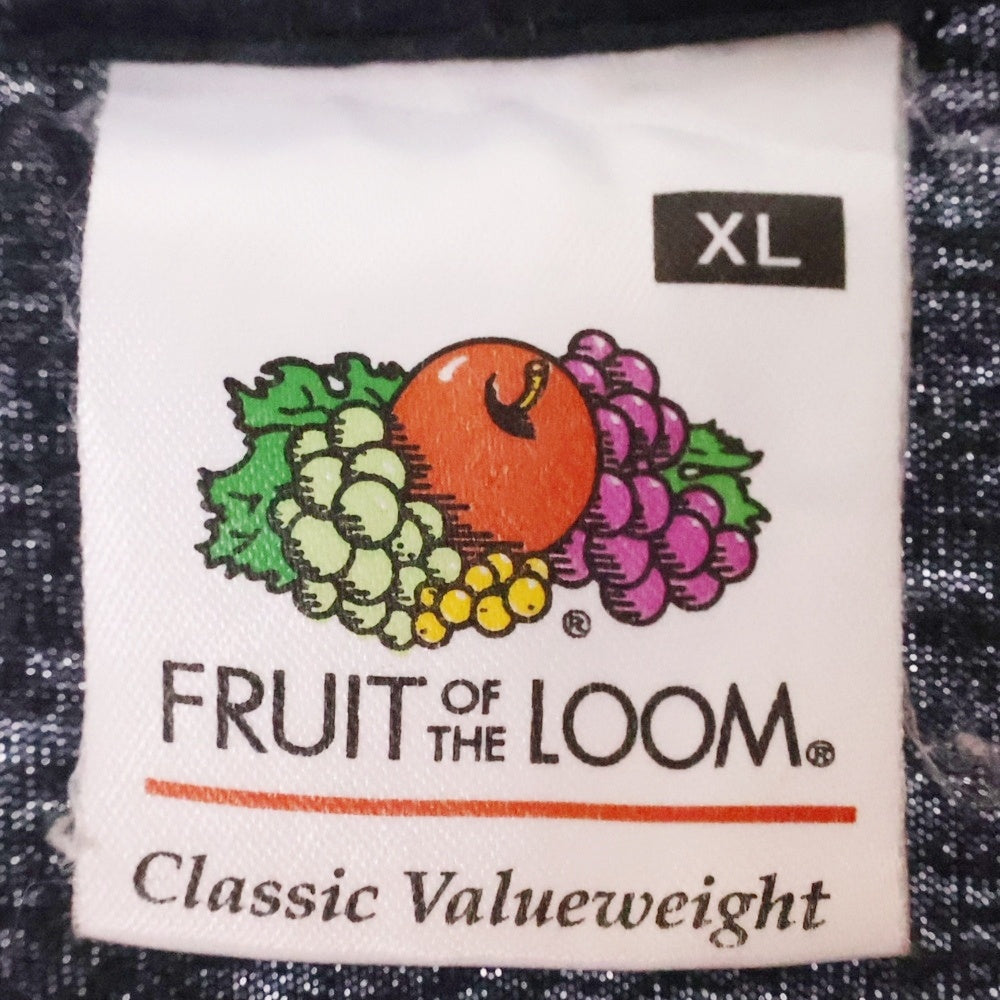 XL
®
FRUIT OF THE LOOM®
Classic Valueweight